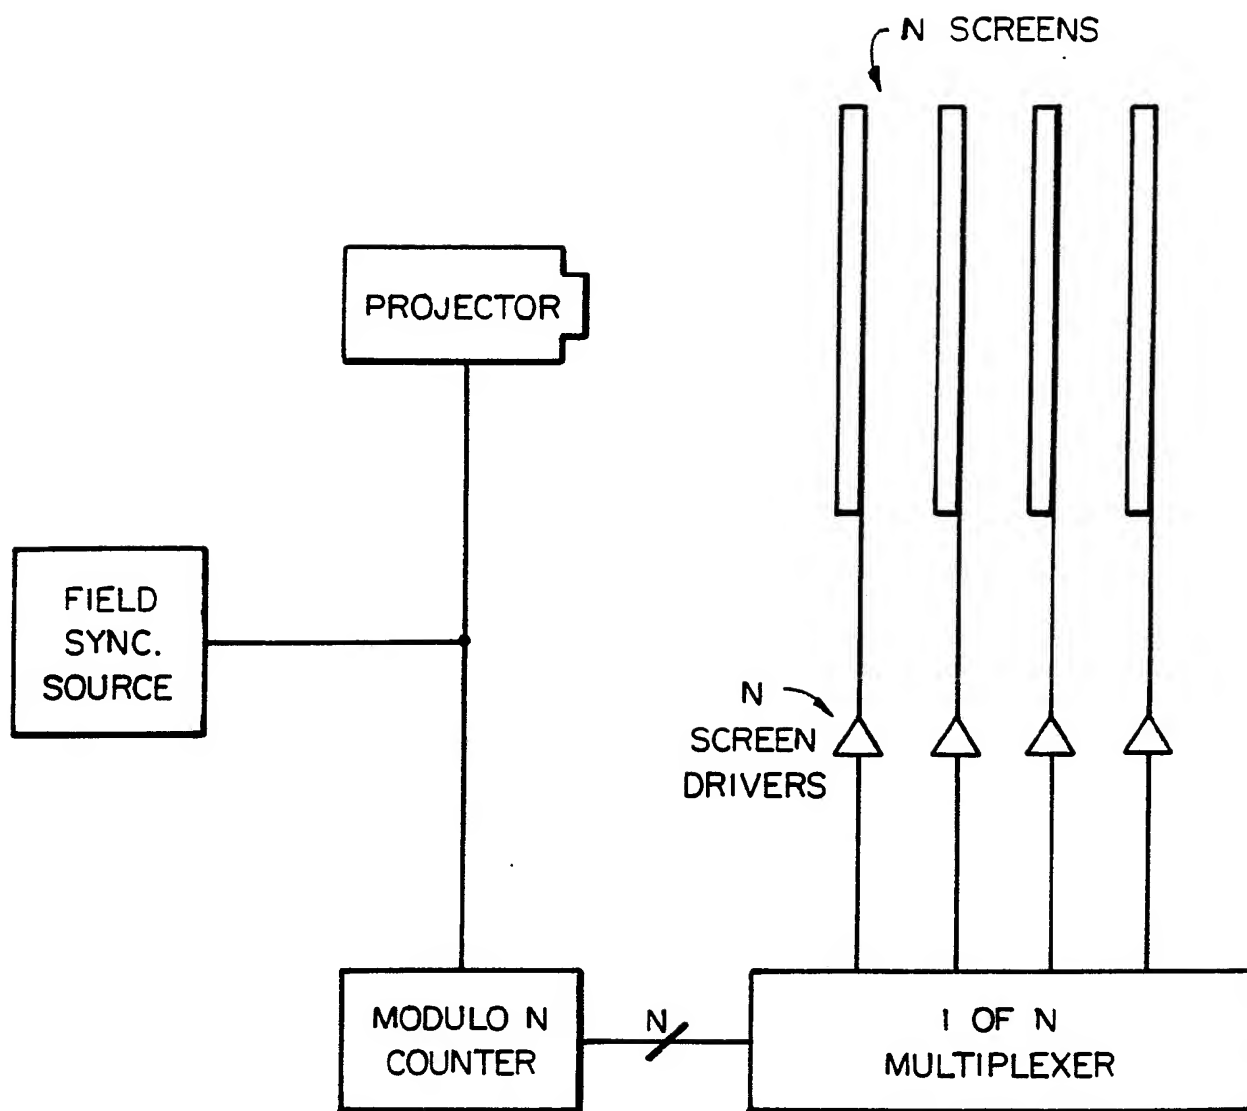 N SCREENS
PROJECTOR
FIELD
SYNC.
SOURCE
N
SCREEN
DRIVERS
MODULO N
COUNTER
N
1 OF N
MULTIPLEXER